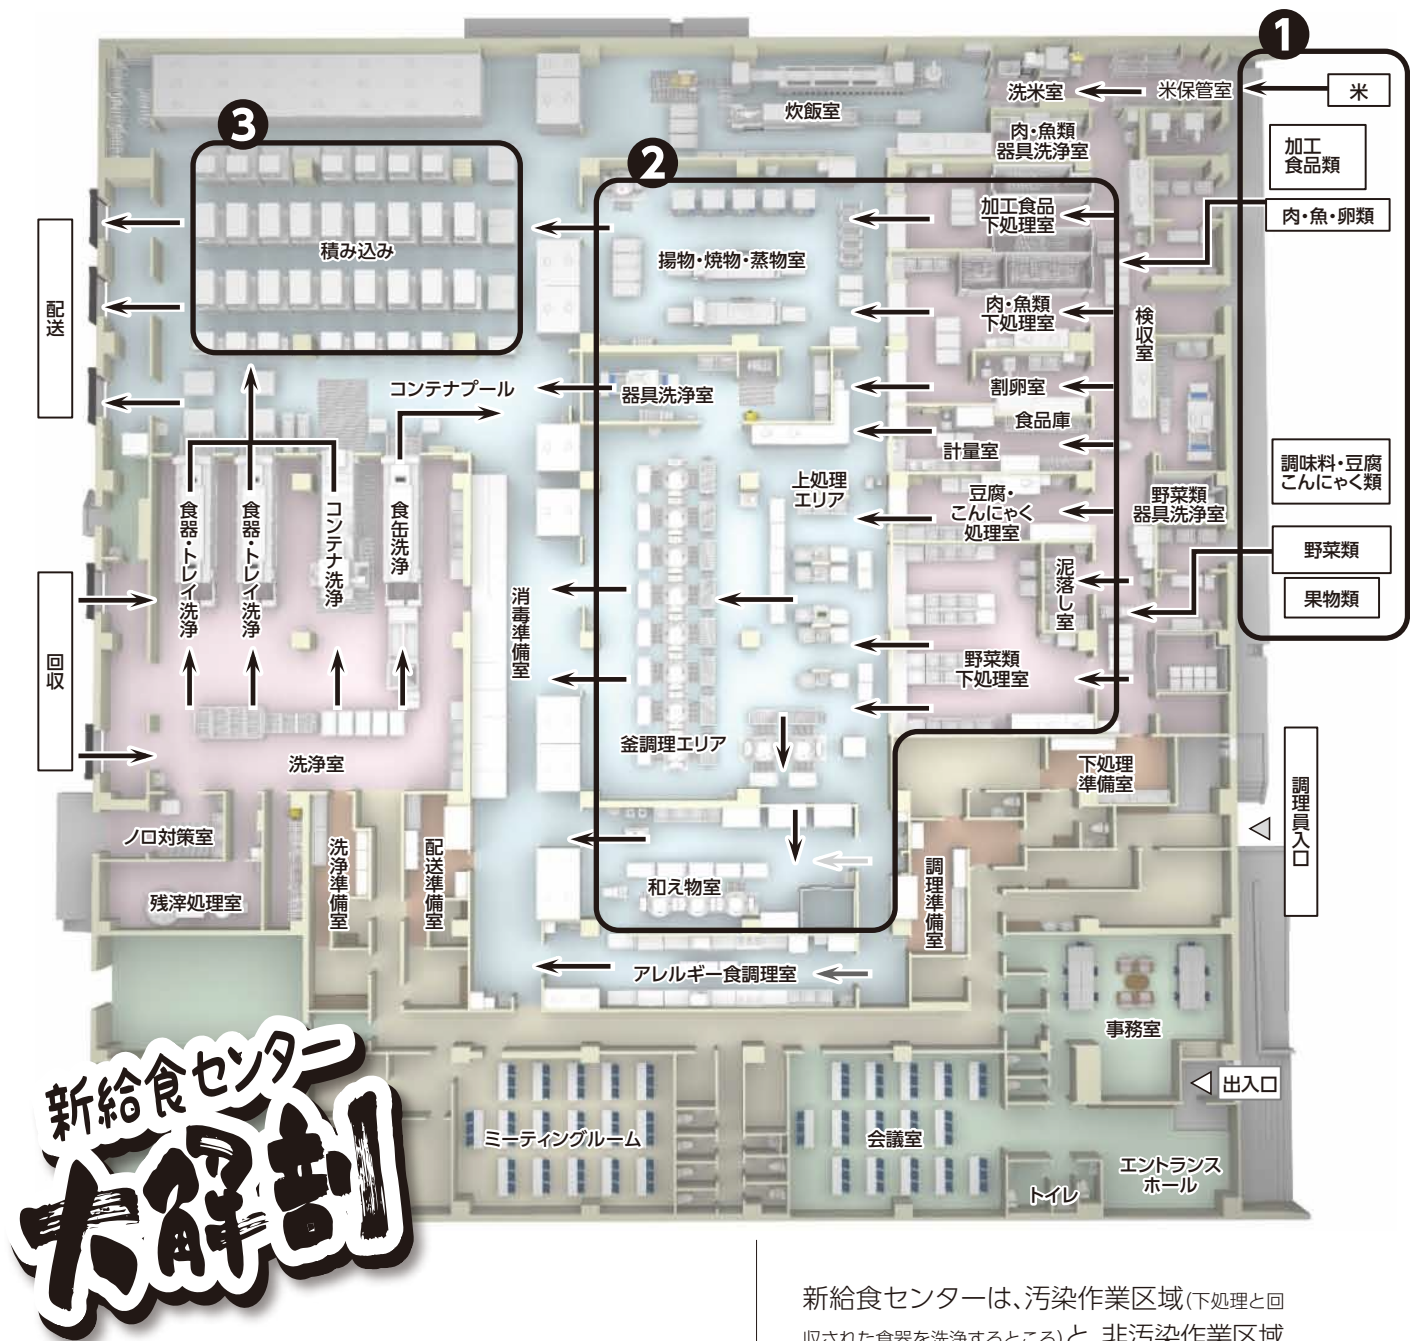 1
米
米保管室
洗米室
炊飯室
加工
食品類
肉・魚類
器具洗浄室
3
2
肉・魚・卵類
加工食品
下処理室
積み込み
揚物・焼物・蒸物室
配送
肉・魚類
下処理室
検収室
コンテナプール
器具洗浄室
割卵室
食品庫
計量室
調味料・豆腐
こんにゃく類
上処理
エリア
豆腐・
こんにゃく
処理室
野菜類
器具洗浄室
食器・トレイ洗浄
食器・トレイ洗浄
コンテナ洗浄
食缶洗浄
野菜類
果物類
泥落し室
消毒準備室
回収
野菜類
下処理室
釜調理エリア
洗浄室
下処理
準備室
調理員入口
ノロ対策室
洗浄準備室
配送準備室
残滓処理室
和え物室
調理準備室
アレルギー食調理室
事務室
出入口
ミーティングルーム
会議室
エントランス
ホール
トイレ
新給食センター
大解剖
新給食センターは、汚染作業区域(下処理と回
収された食器を洗浄するところ)と、非汚染作業区域